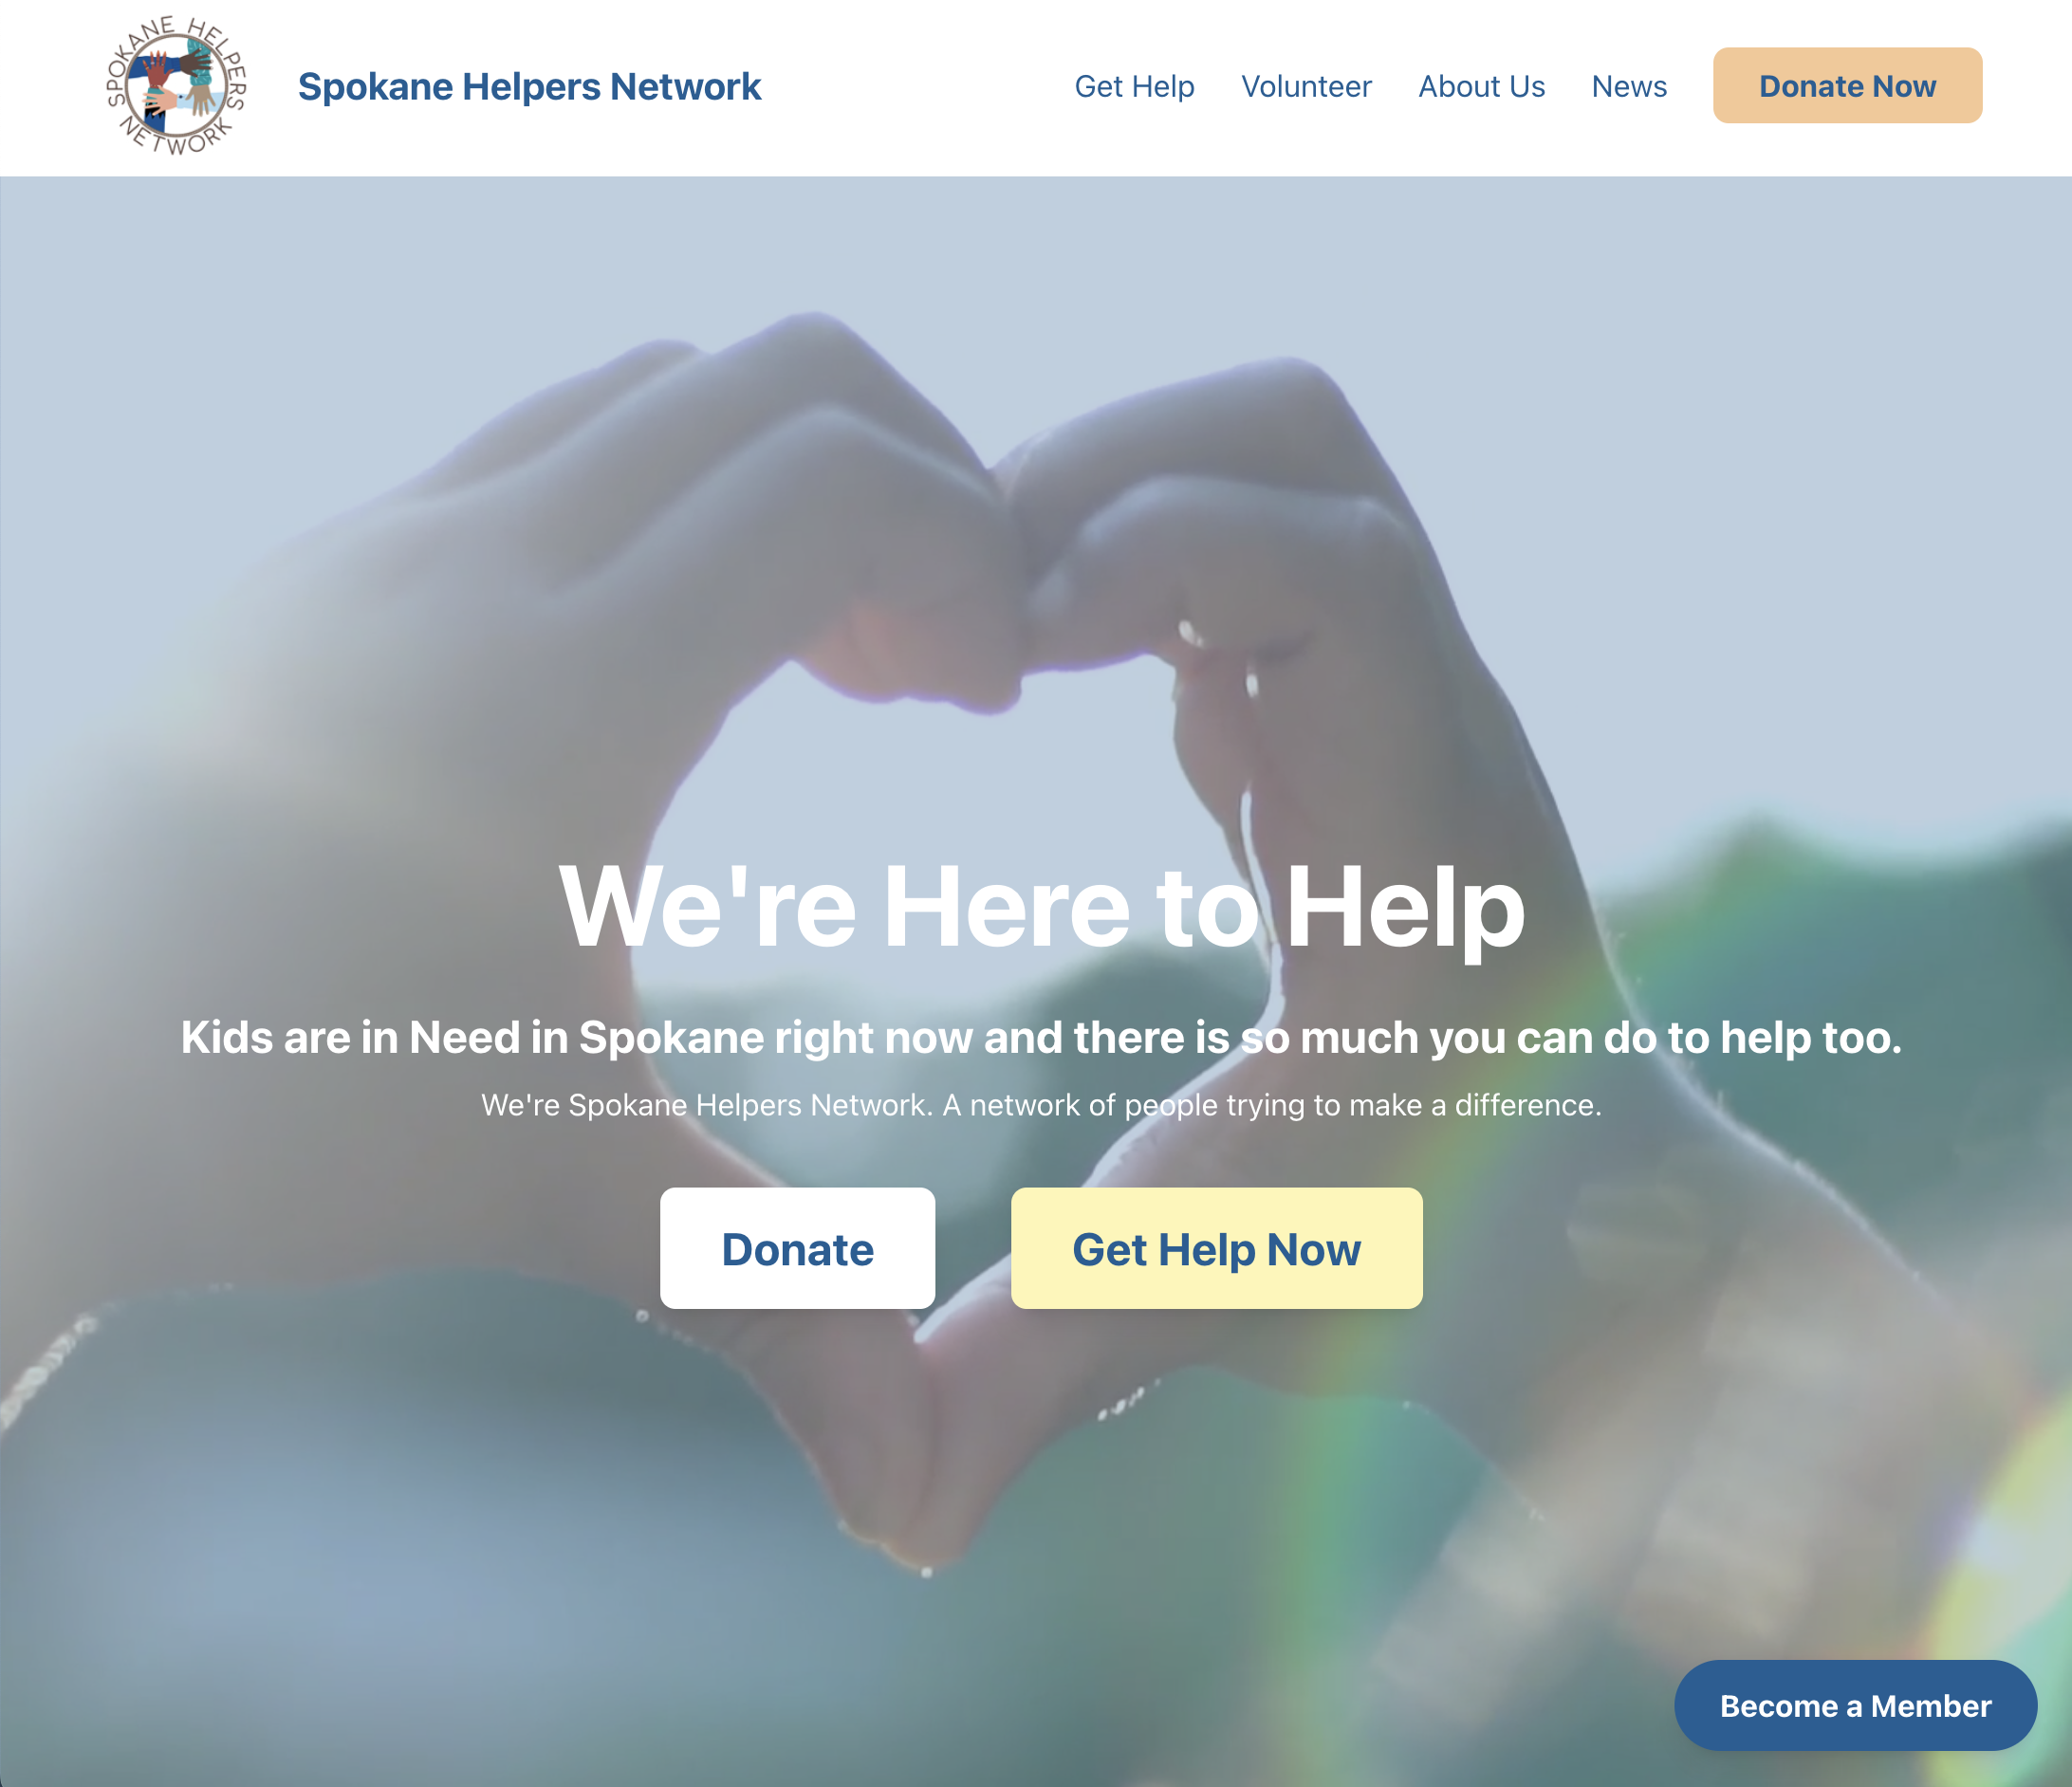 SPOKANE HELPERS
NETWORK
Spokane Helpers Network
Get Help
Volunteer
About Us
News
Donate Now
We're Here to Help
Kids are in Need in Spokane right now and there is so much you can do to help too.
We're Spokane Helpers Network. A network of people trying to make a difference.
Donate
Get Help Now
Become a Member